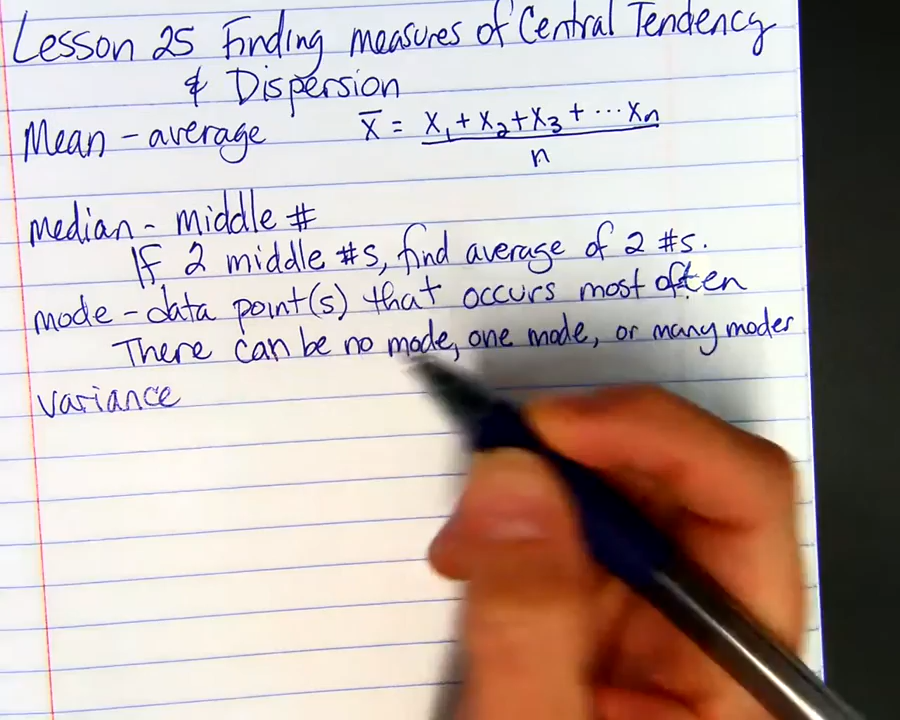 Lesson 25 Finding measures of Central Tendency
& Dispersion
Mean - average x̄ = x₁ + x₂ + x₃ + ... xₙ / n
median - middle #
If 2 middle #s, find average of 2 #s.
mode - data point(s) that occurs most often
There can be no mode, one mode, or many modes
variance